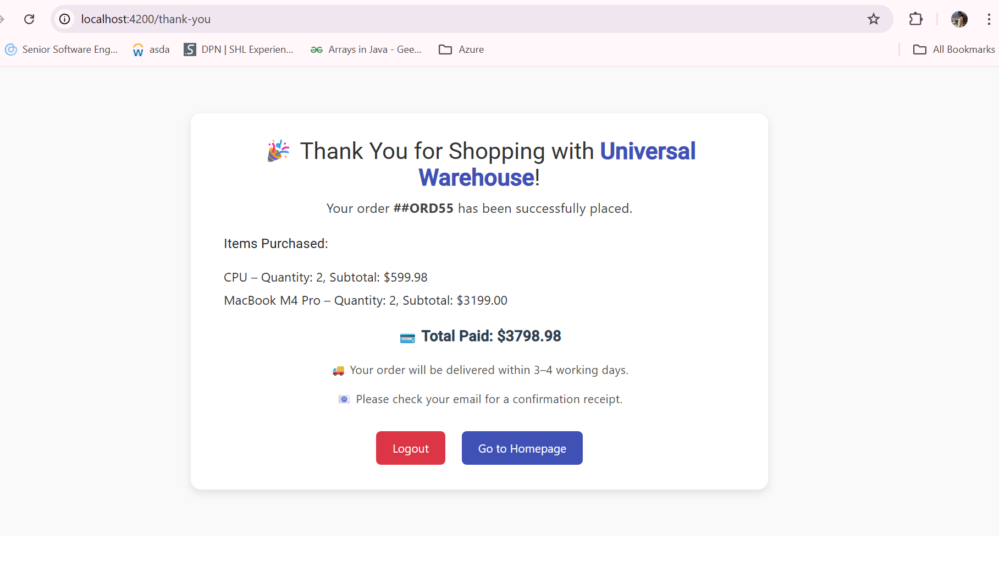 localhost:4200/thank-you
Senior Software Eng... asda DPN | SHL Experien... Arrays in Java - Gee... Azure All Bookmarks
🎉 Thank You for Shopping with Universal
Warehouse!
Your order ##ORD55 has been successfully placed.
Items Purchased:
CPU – Quantity: 2, Subtotal: $599.98
MacBook M4 Pro – Quantity: 2, Subtotal: $3199.00
💳 Total Paid: $3798.98
🚚 Your order will be delivered within 3–4 working days.
📧 Please check your email for a confirmation receipt.
Logout Go to Homepage